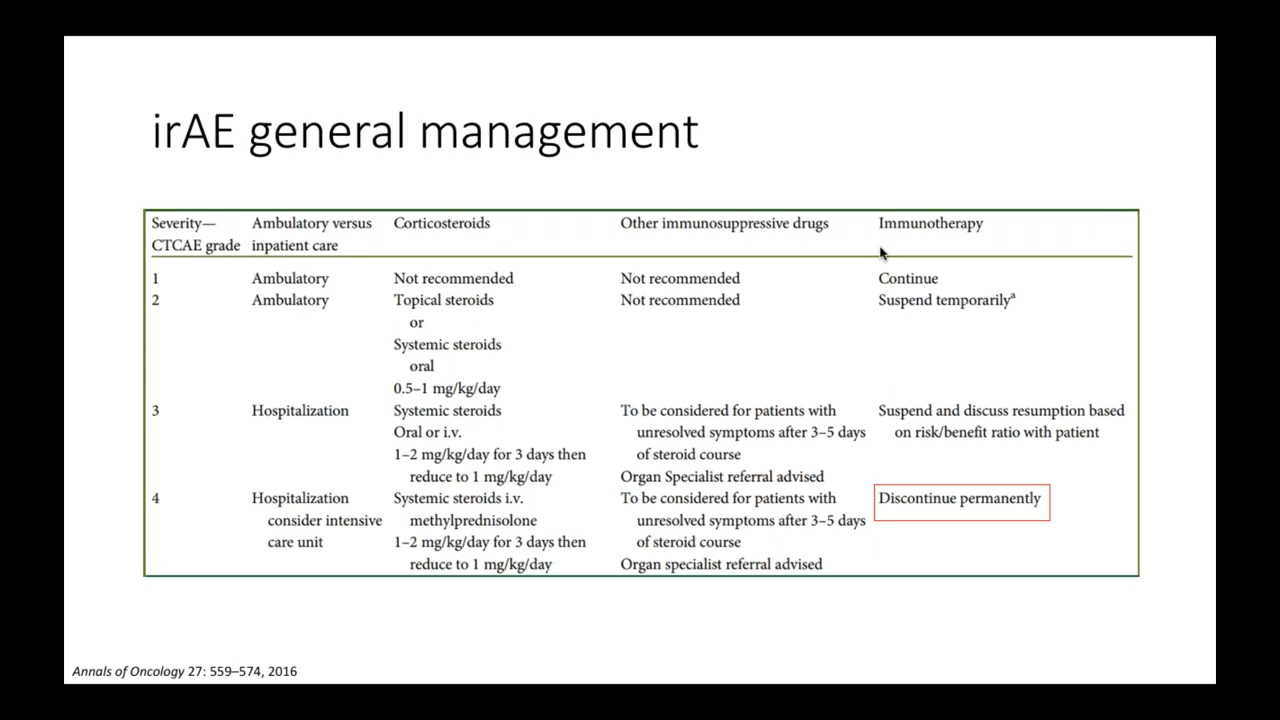 irAE general management
Severity— Ambulatory versus Corticosteroids Other immunosuppressive drugs Immunotherapy
CTCAE grade inpatient care
1 Ambulatory Not recommended Not recommended Continue
2 Ambulatory Topical steroids Not recommended Suspend temporarilyᵃ
or
Systemic steroids
oral
0.5–1 mg/kg/day
3 Hospitalization Systemic steroids To be considered for patients with Suspend and discuss resumption based
Oral or i.v. unresolved symptoms after 3–5 days on risk/benefit ratio with patient
1–2 mg/kg/day for 3 days then of steroid course
reduce to 1 mg/kg/day Organ Specialist referral advised
4 Hospitalization Systemic steroids i.v. To be considered for patients with Discontinue permanently
consider intensive methylprednisolone unresolved symptoms after 3–5 days
care unit 1–2 mg/kg/day for 3 days then of steroid course
reduce to 1 mg/kg/day Organ specialist referral advised
Annals of Oncology 27: 559–574, 2016